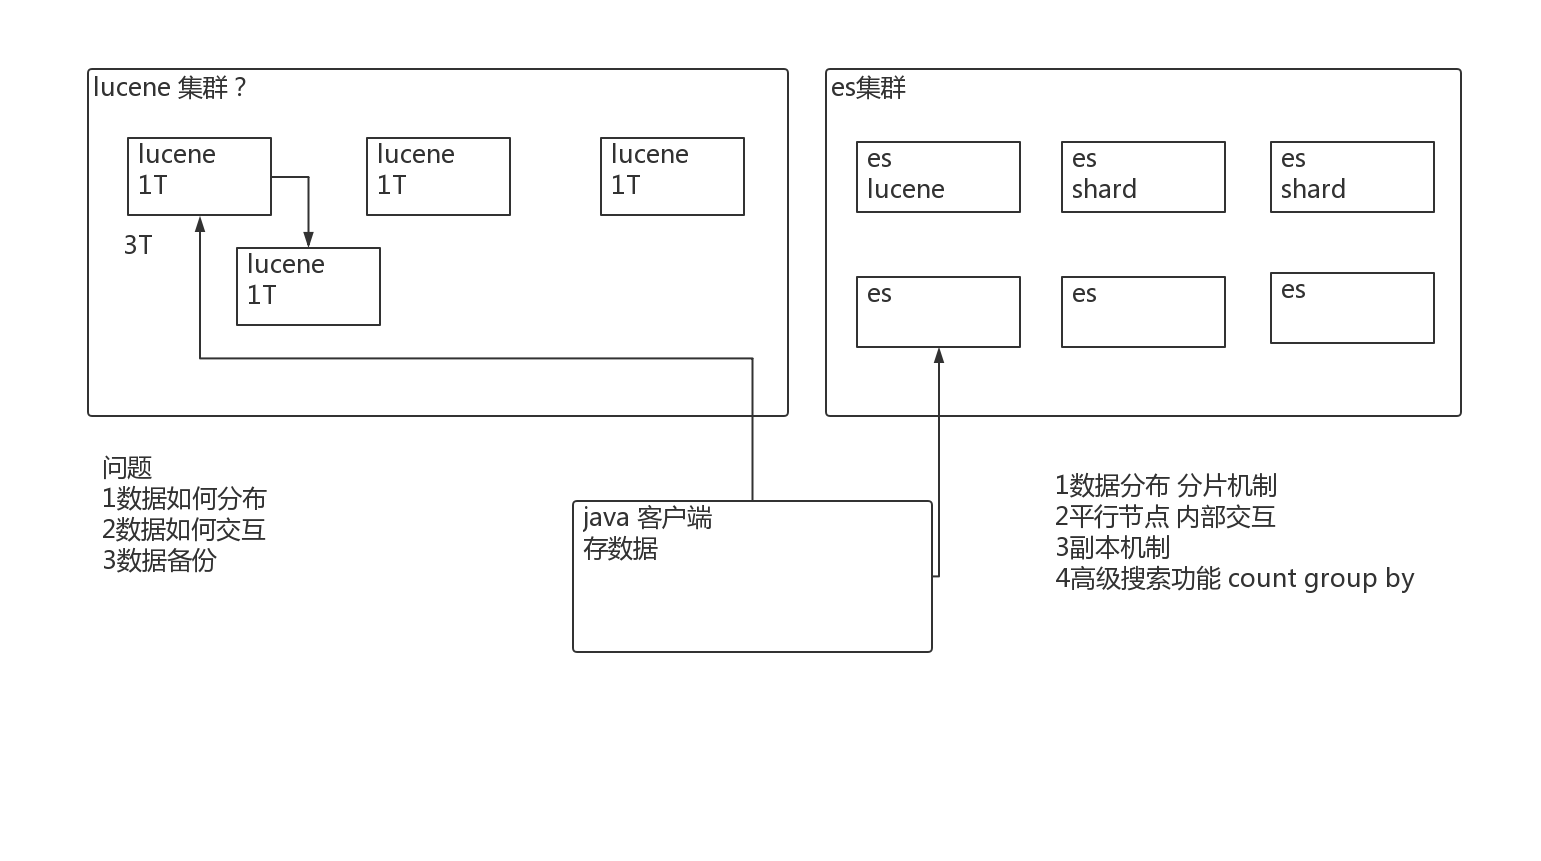 lucene 集群？
lucene
1T
lucene
1T
lucene
1T
3T
lucene
1T
es集群
es
lucene
es
shard
es
shard
es
es
es
问题
1数据如何分布
2数据如何交互
3数据备份
java 客户端
存数据
1数据分布 分片机制
2平行节点 内部交互
3副本机制
4高级搜索功能 count group by